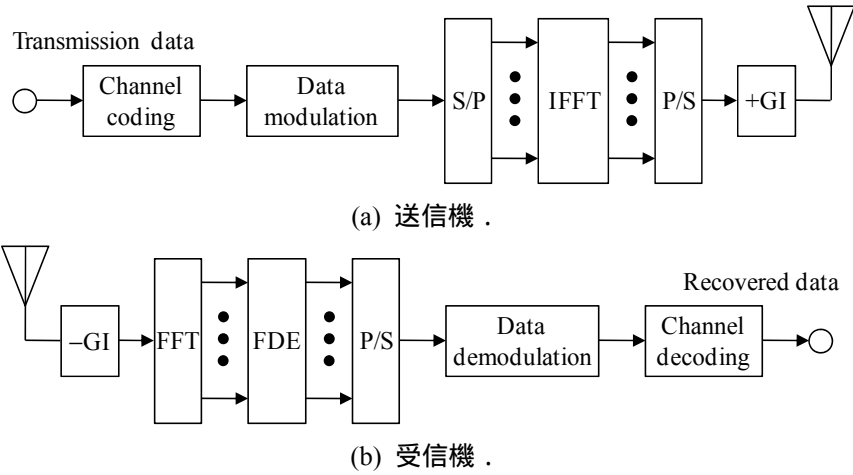 Transmission data
Channel coding
Data modulation
S/P
IFFT
P/S
+GI
(a) 送信機．
−GI
FFT
FDE
P/S
Data demodulation
Channel decoding
Recovered data
(b) 受信機．